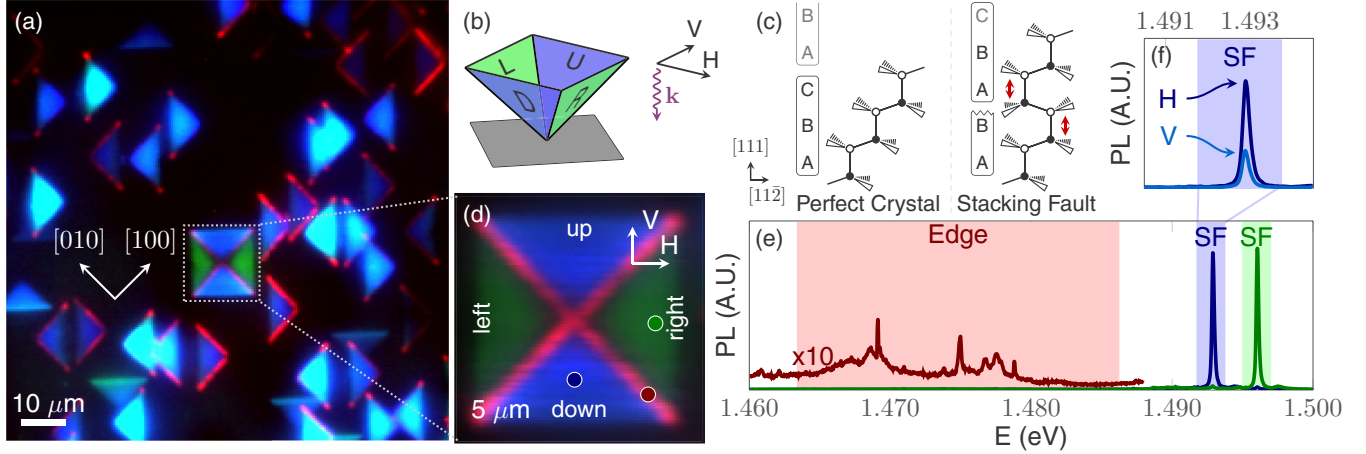 (a)
[010]
[100]
10 μm
(b)
L
U
D
R
V
H
k
(c)
B
A
C
B
A
[111]
[112̄]
Perfect Crystal
C
B
A
B
A
Stacking Fault
1.491
1.493
(f)
SF
H
V
PL (A.U.)
(d)
up
V
H
left
right
5 μm
down
(e)
Edge
SF
SF
PL (A.U.)
x10
1.460
1.470
1.480
1.490
1.500
E (eV)